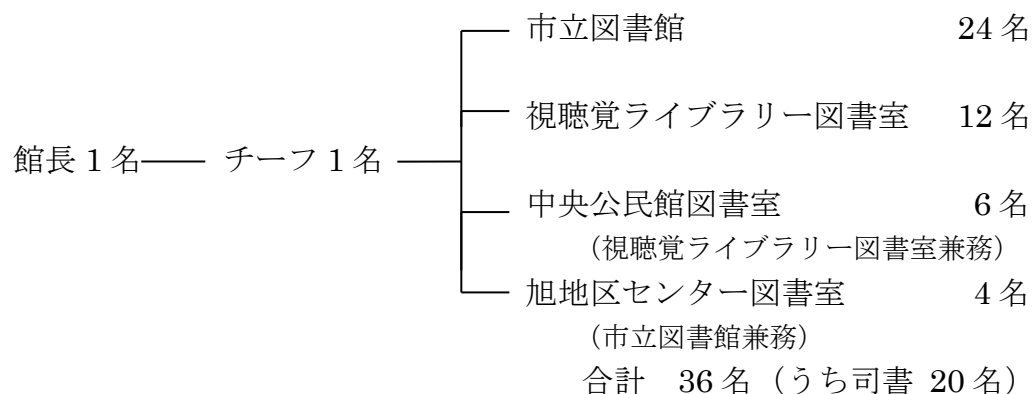 市立図書館 24名
視聴覚ライブラリー図書室 12名
館長1名 チーフ1名
中央公民館図書室 6名
（視聴覚ライブラリー図書室兼務）
旭地区センター図書室 4名
（市立図書館兼務）
合計 36名（うち司書 20名）